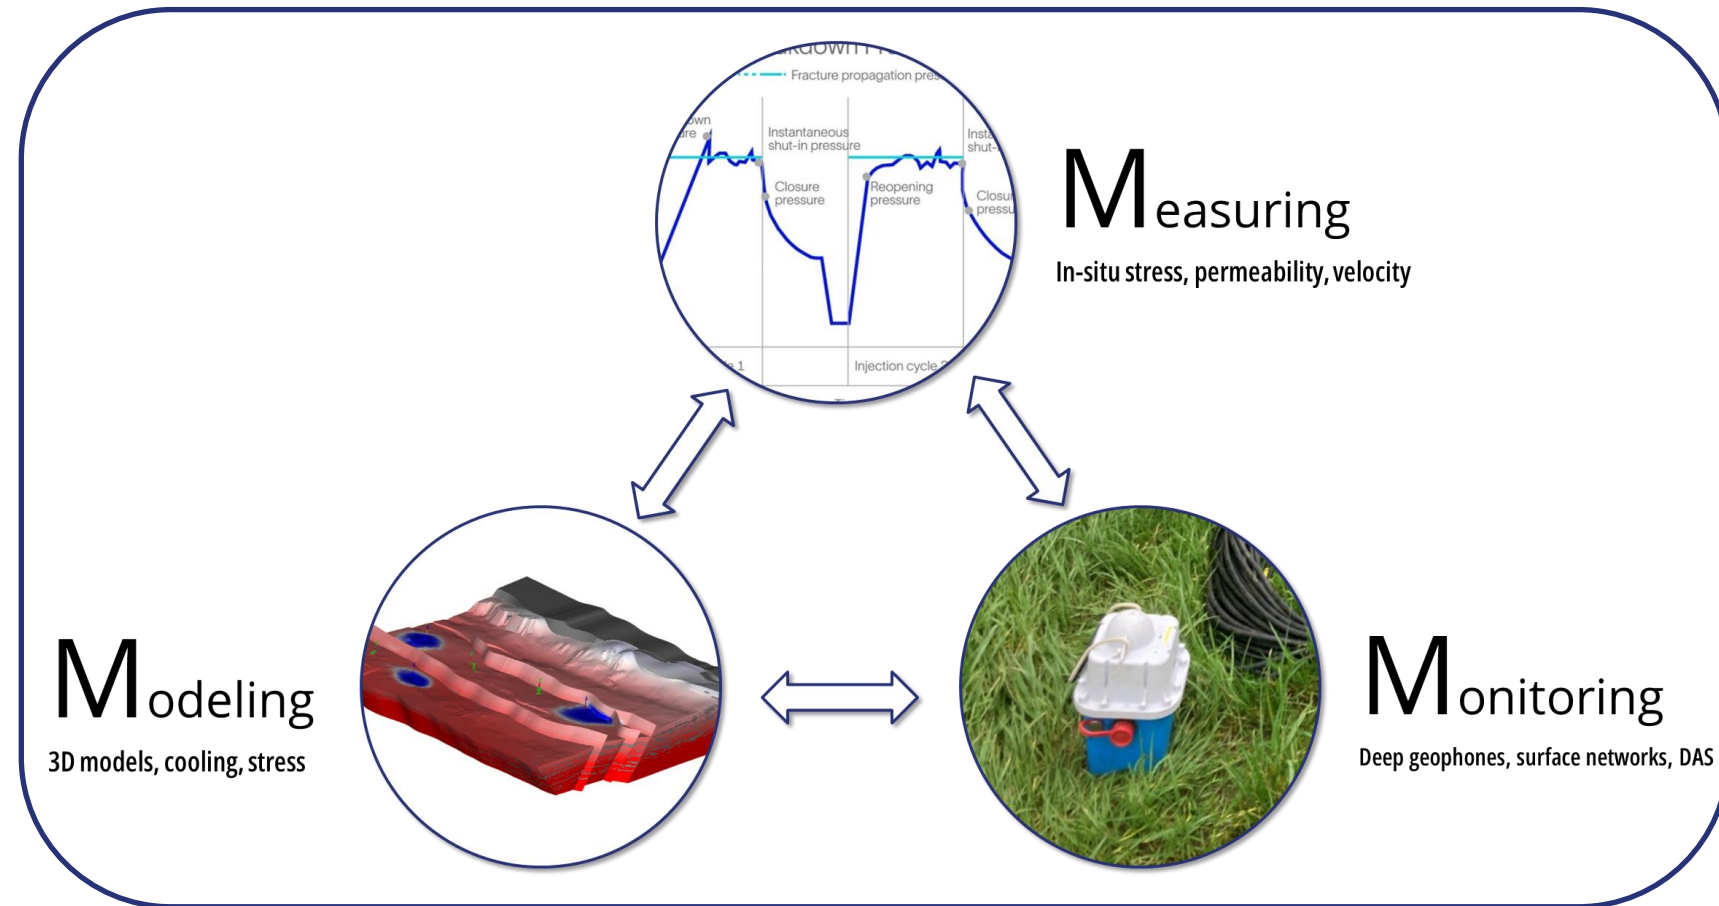 Fracture propagation pres
Instantaneous
shut-in pressure
Closure
pressure
Reopening
pressure
Injection cycle
Measuring
In-situ stress, permeability, velocity
Modeling
3D models, cooling, stress
Monitoring
Deep geophones, surface networks, DAS